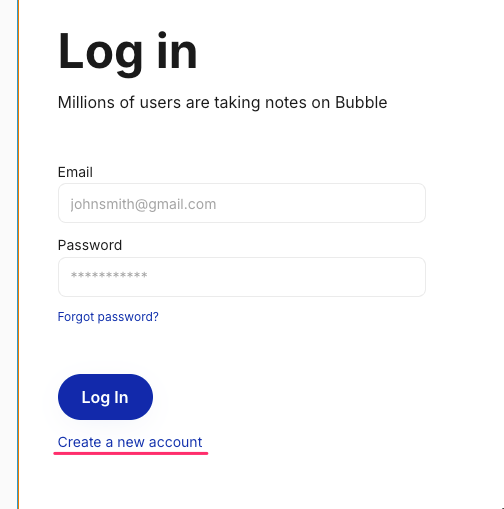 Log in
Millions of users are taking notes on Bubble
Email
johnsmith@gmail.com
Password
***********
Forgot password?
Log In
Create a new account